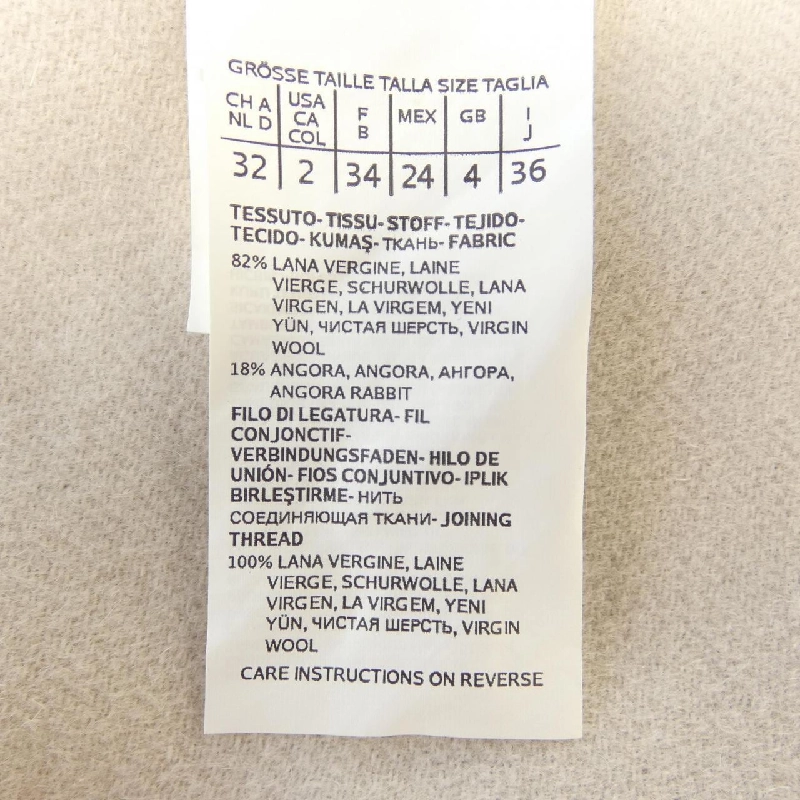 GRÖSSE TAILLE TALLA SIZE TAGLIA
CH A NL D | USA CA COL | F B | MEX | GB | I J
32 | 2 | 34 | 24 | 4 | 36
TESSUTO- TISSU- STOFF- TEJIDO-
TECIDO- KUMAŞ- ТКАНЬ- FABRIC
82% LANA VERGINE, LAINE
VIERGE, SCHURWOLLE, LANA
VIRGEN, LA VIRGEM, YENI
YÜN, ЧИСТАЯ ШЕРСТЬ, VIRGIN
WOOL
18% ANGORA, ANGORA, АНГОРА,
ANGORA RABBIT
FILO DI LEGATURA- FIL
CONJONCTIF-
VERBINDUNGSFADEN- HILO DE
UNIÓN- FIOS CONJUNTIVO- IPLIK
BIRLEŞTIRME- НИТЬ
СОЕДИНЯЮЩАЯ ТКАНИ- JOINING
THREAD
100% LANA VERGINE, LAINE
VIERGE, SCHURWOLLE, LANA
VIRGEN, LA VIRGEM, YENI
YÜN, ЧИСТАЯ ШЕРСТЬ, VIRGIN
WOOL
CARE INSTRUCTIONS ON REVERSE